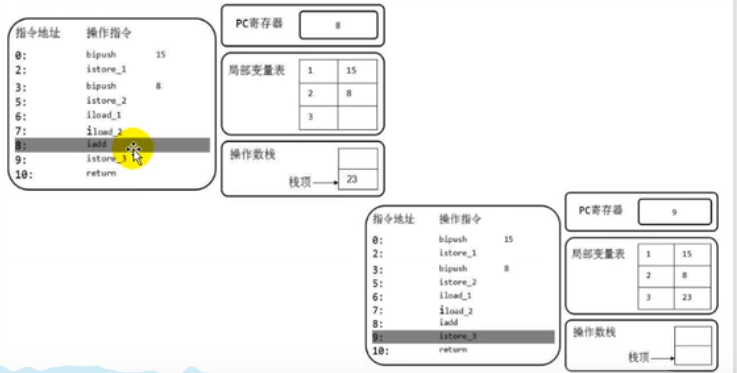 指令地址 操作指令
0: bipush 15
2: istore_1
3: bipush 8
5: istore_2
6: iload_1
7: iload_2
8: iadd
9: istore_3
10: return
PC寄存器 8
局部变量表 1 15
2 8
3
操作数栈
栈顶 23
指令地址 操作指令
0: bipush 15
2: istore_1
3: bipush 8
5: istore_2
6: iload_1
7: iload_2
8: iadd
9: istore_3
10: return
PC寄存器 9
局部变量表 1 15
2 8
3 23
操作数栈
栈顶